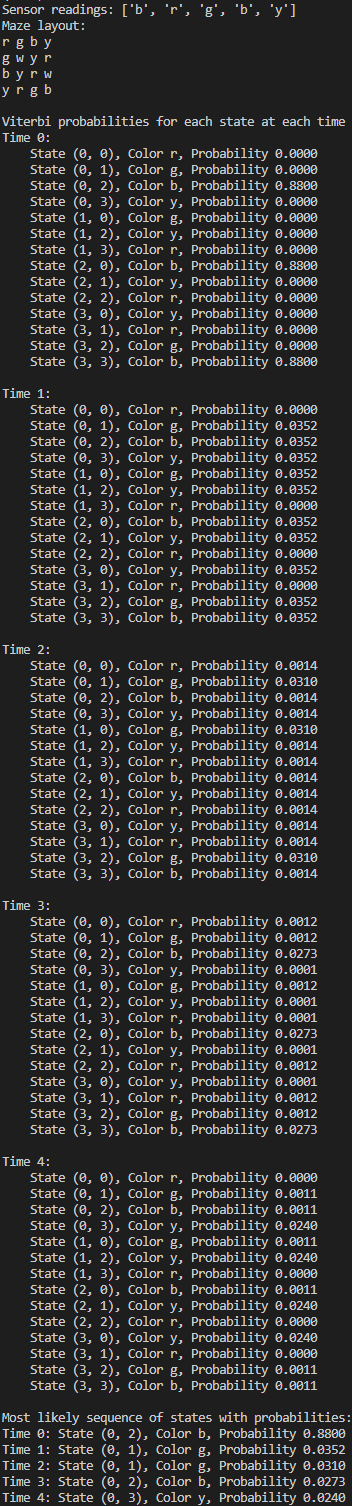 Sensor readings: ['b', 'r', 'g', 'b', 'y']
Maze layout:
r g b y
g w y r
b y r w
y r g b
Viterbi probabilities for each state at each time
Time 0:
State (0, 0), Color r, Probability 0.0000
State (0, 1), Color g, Probability 0.0000
State (0, 2), Color b, Probability 0.8800
State (0, 3), Color y, Probability 0.0000
State (1, 0), Color g, Probability 0.0000
State (1, 2), Color y, Probability 0.0000
State (1, 3), Color r, Probability 0.0000
State (2, 0), Color b, Probability 0.8800
State (2, 1), Color y, Probability 0.0000
State (2, 2), Color r, Probability 0.0000
State (3, 0), Color y, Probability 0.0000
State (3, 1), Color r, Probability 0.0000
State (3, 2), Color g, Probability 0.0000
State (3, 3), Color b, Probability 0.8800
Time 1:
State (0, 0), Color r, Probability 0.0000
State (0, 1), Color g, Probability 0.0352
State (0, 2), Color b, Probability 0.0352
State (0, 3), Color y, Probability 0.0352
State (1, 0), Color g, Probability 0.0352
State (1, 2), Color y, Probability 0.0352
State (1, 3), Color r, Probability 0.0000
State (2, 0), Color b, Probability 0.0352
State (2, 1), Color y, Probability 0.0352
State (2, 2), Color r, Probability 0.0000
State (3, 0), Color y, Probability 0.0352
State (3, 1), Color r, Probability 0.0000
State (3, 2), Color g, Probability 0.0352
State (3, 3), Color b, Probability 0.0352
Time 2:
State (0, 0), Color r, Probability 0.0014
State (0, 1), Color g, Probability 0.0310
State (0, 2), Color b, Probability 0.0014
State (0, 3), Color y, Probability 0.0014
State (1, 0), Color g, Probability 0.0310
State (1, 2), Color y, Probability 0.0014
State (1, 3), Color r, Probability 0.0014
State (2, 0), Color b, Probability 0.0014
State (2, 1), Color y, Probability 0.0014
State (2, 2), Color r, Probability 0.0014
State (3, 0), Color y, Probability 0.0014
State (3, 1), Color r, Probability 0.0014
State (3, 2), Color g, Probability 0.0310
State (3, 3), Color b, Probability 0.0014
Time 3:
State (0, 0), Color r, Probability 0.0012
State (0, 1), Color g, Probability 0.0012
State (0, 2), Color b, Probability 0.0273
State (0, 3), Color y, Probability 0.0001
State (1, 0), Color g, Probability 0.0012
State (1, 2), Color y, Probability 0.0001
State (1, 3), Color r, Probability 0.0001
State (2, 0), Color b, Probability 0.0273
State (2, 1), Color y, Probability 0.0001
State (2, 2), Color r, Probability 0.0012
State (3, 0), Color y, Probability 0.0001
State (3, 1), Color r, Probability 0.0012
State (3, 2), Color g, Probability 0.0012
State (3, 3), Color b, Probability 0.0273
Time 4:
State (0, 0), Color r, Probability 0.0000
State (0, 1), Color g, Probability 0.0011
State (0, 2), Color b, Probability 0.0011
State (0, 3), Color y, Probability 0.0240
State (1, 0), Color g, Probability 0.0011
State (1, 2), Color y, Probability 0.0240
State (1, 3), Color r, Probability 0.0000
State (2, 0), Color b, Probability 0.0011
State (2, 1), Color y, Probability 0.0240
State (2, 2), Color r, Probability 0.0000
State (3, 0), Color y, Probability 0.0240
State (3, 1), Color r, Probability 0.0000
State (3, 2), Color g, Probability 0.0011
State (3, 3), Color b, Probability 0.0011
Most likely sequence of states with probabilities:
Time 0: State (0, 2), Color b, Probability 0.8800
Time 1: State (0, 1), Color g, Probability 0.0352
Time 2: State (0, 1), Color g, Probability 0.0310
Time 3: State (0, 2), Color b, Probability 0.0273
Time 4: State (0, 3), Color y, Probability 0.0240